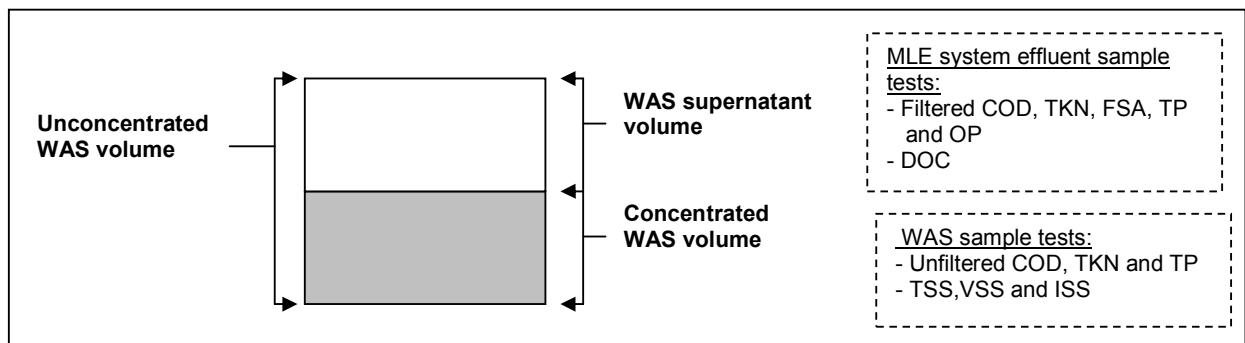 Unconcentrated
WAS volume
WAS supernatant
volume
Concentrated
WAS volume
MLE system effluent sample
tests:
- Filtered COD, TKN, FSA, TP
and OP
- DOC
WAS sample tests:
- Unfiltered COD, TKN and TP
- TSS,VSS and ISS